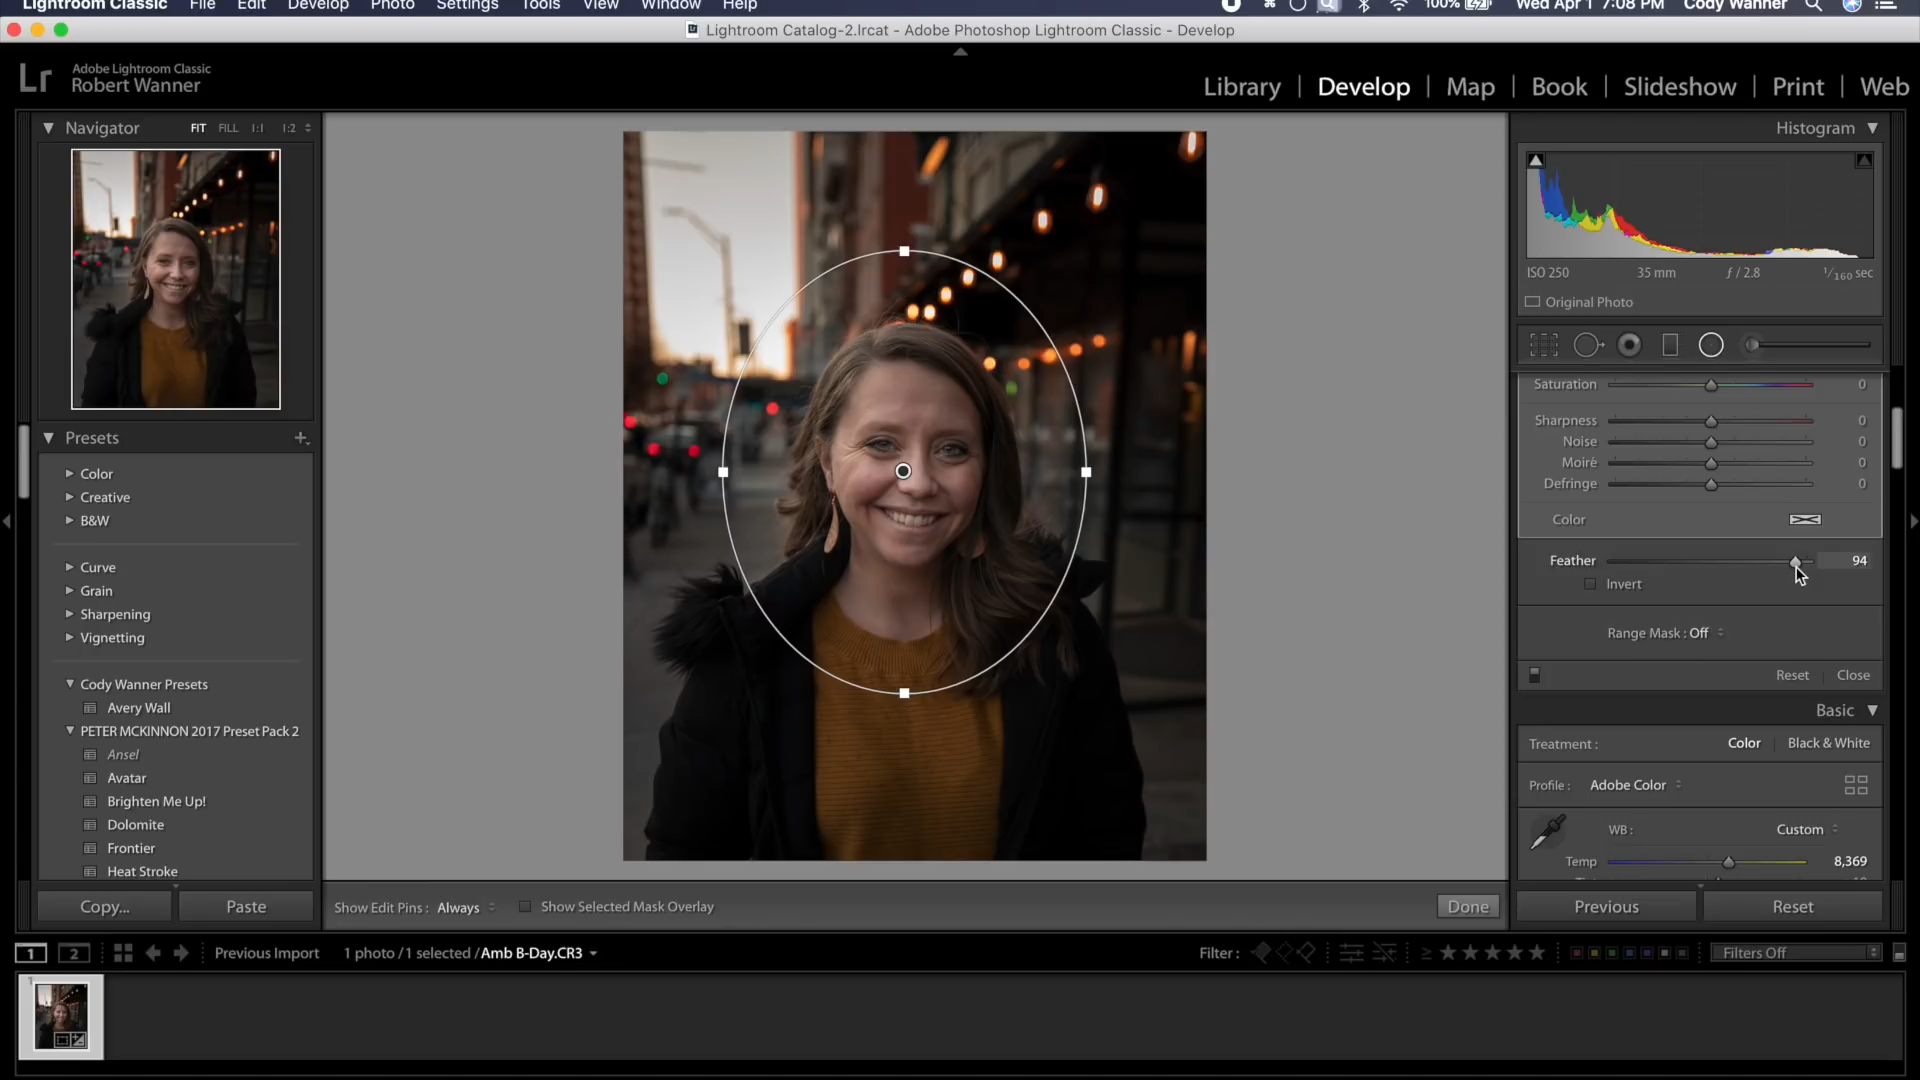 Lightroom Classic File Edit Develop Photo Settings Tools View Window Help 100% Wed Apr 1 7:08 PM Cody Wanner
Lightroom Catalog-2.lrcat - Adobe Photoshop Lightroom Classic - Develop
Lr Adobe Lightroom Classic
Robert Wanner
Library | Develop | Map | Book | Slideshow | Print | Web
Navigator FIT FILL 1:1 1:2
Histogram
ISO 250 35 mm ƒ / 2.8 1/160 sec
Original Photo
Saturation 0
Sharpness 0
Noise 0
Moiré 0
Defringe 0
Color
Feather 94
Invert
Range Mask : Off
Reset Close
Basic
Treatment : Color Black & White
Profile : Adobe Color
WB : Custom
Temp 8,369
Presets
Color
Creative
B&W
Curve
Grain
Sharpening
Vignetting
Cody Wanner Presets
Avery Wall
PETER MCKINNON 2017 Preset Pack 2
Ansel
Avatar
Brighten Me Up!
Dolomite
Frontier
Heat Stroke
Copy... Paste
Show Edit Pins : Always Show Selected Mask Overlay Done
Previous Reset
1 2 Previous Import 1 photo / 1 selected / Amb B-Day.CR3 Filter : ≥ Filters Off